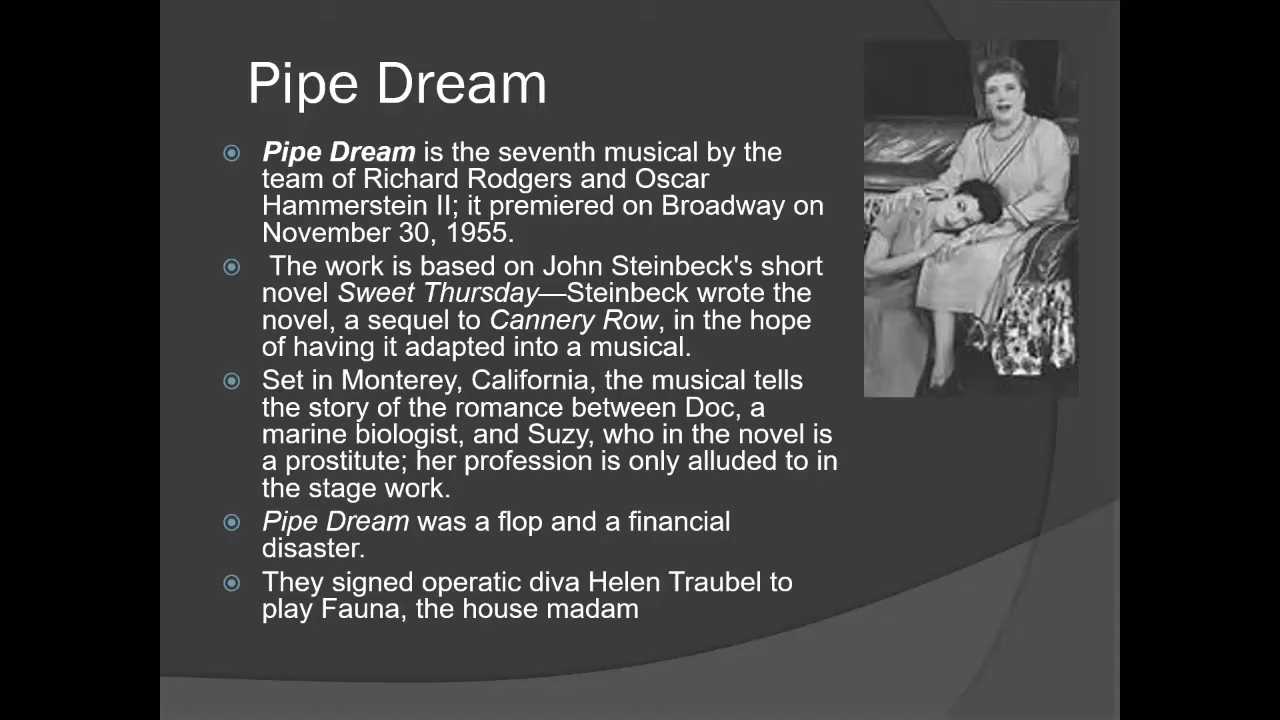 Pipe Dream
Pipe Dream is the seventh musical by the
team of Richard Rodgers and Oscar
Hammerstein II; it premiered on Broadway on
November 30, 1955.
The work is based on John Steinbeck's short
novel Sweet Thursday—Steinbeck wrote the
novel, a sequel to Cannery Row, in the hope
of having it adapted into a musical.
Set in Monterey, California, the musical tells
the story of the romance between Doc, a
marine biologist, and Suzy, who in the novel is
a prostitute; her profession is only alluded to in
the stage work.
Pipe Dream was a flop and a financial
disaster.
They signed operatic diva Helen Traubel to
play Fauna, the house madam